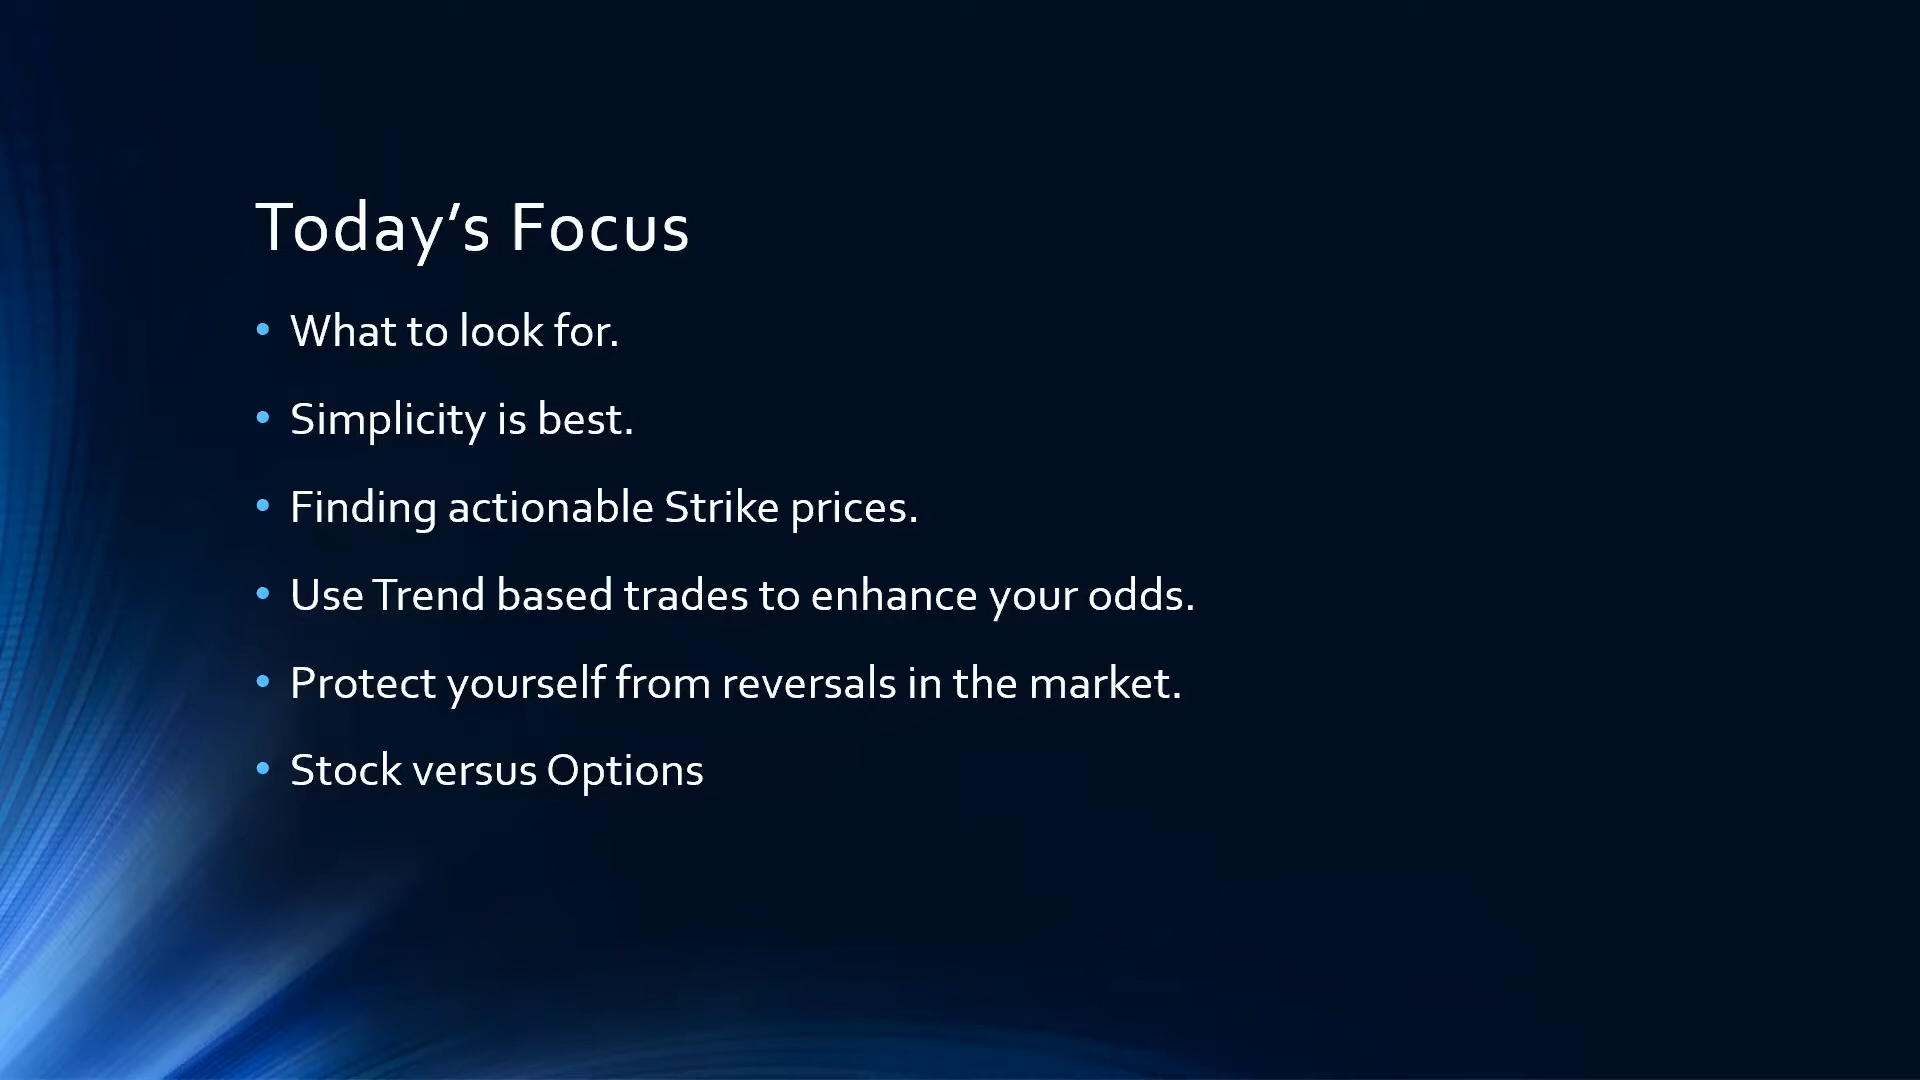 Today’s Focus
• What to look for.
• Simplicity is best.
• Finding actionable Strike prices.
• Use Trend based trades to enhance your odds.
• Protect yourself from reversals in the market.
• Stock versus Options